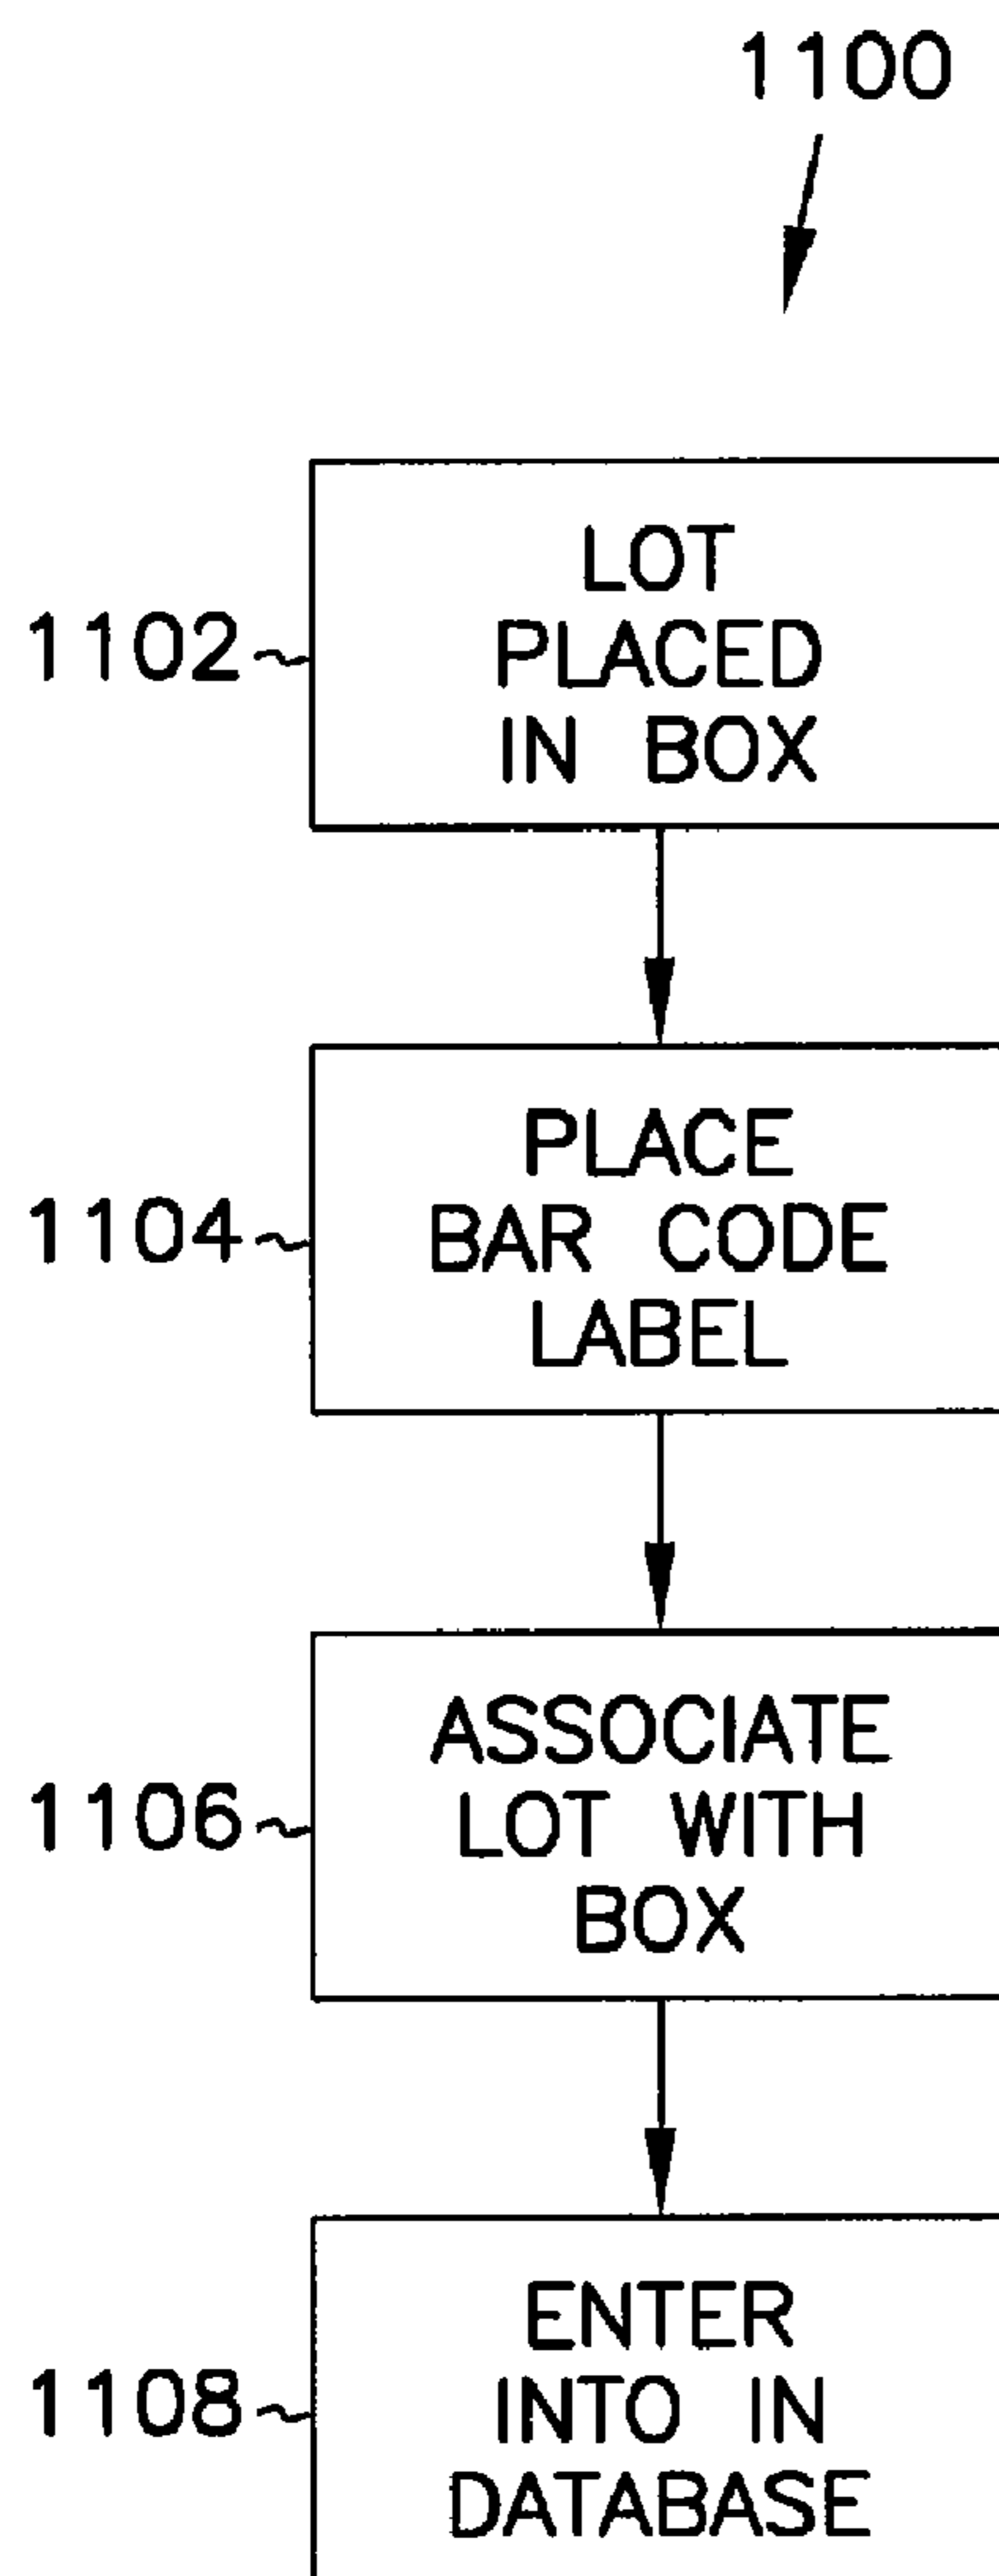 1100
LOT
PLACED
IN BOX
1102
PLACE
BAR CODE
LABEL
1104
ASSOCIATE
LOT WITH
BOX
1106
ENTER
INTO IN
DATABASE
1108